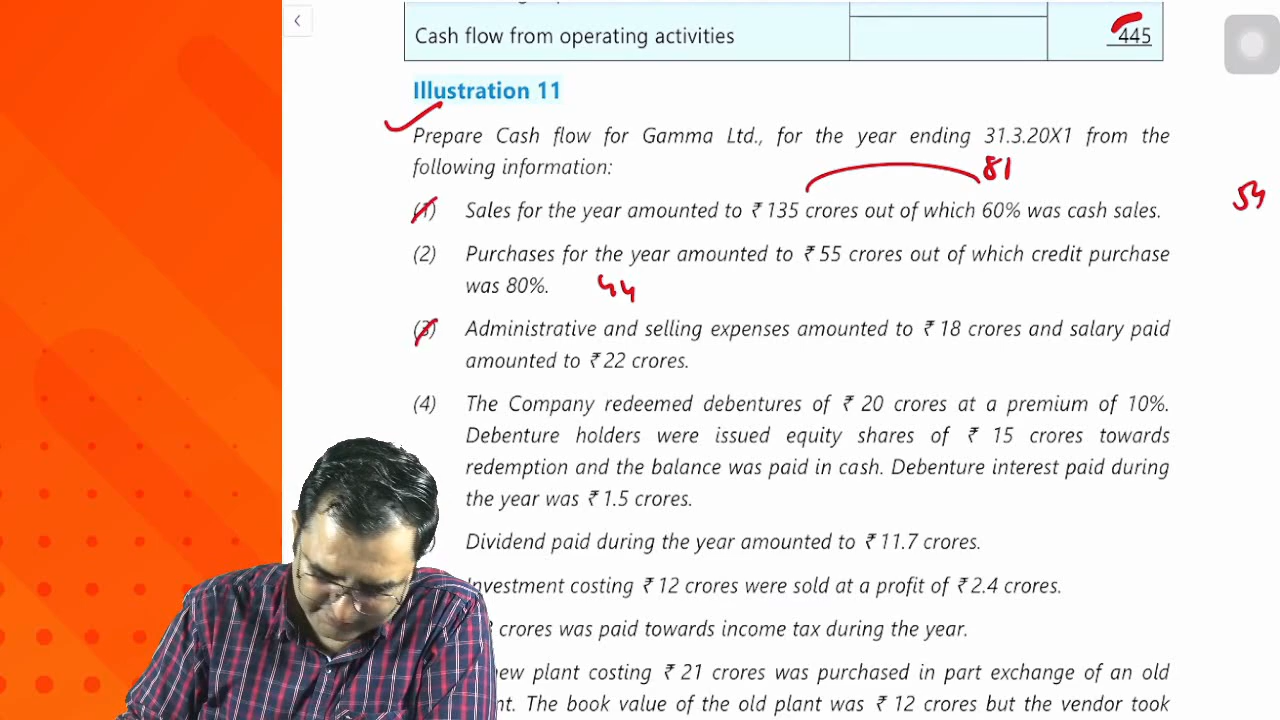 Cash flow from operating activities 445
Illustration 11
Prepare Cash flow for Gamma Ltd., for the year ending 31.3.20X1 from the
following information:
81
54
(1) Sales for the year amounted to ₹ 135 crores out of which 60% was cash sales.
(2) Purchases for the year amounted to ₹ 55 crores out of which credit purchase
was 80%. 44
(3) Administrative and selling expenses amounted to ₹ 18 crores and salary paid
amounted to ₹ 22 crores.
(4) The Company redeemed debentures of ₹ 20 crores at a premium of 10%.
Debenture holders were issued equity shares of ₹ 15 crores towards
redemption and the balance was paid in cash. Debenture interest paid during
the year was ₹ 1.5 crores.
Dividend paid during the year amounted to ₹ 11.7 crores.
Investment costing ₹ 12 crores were sold at a profit of ₹ 2.4 crores.
crores was paid towards income tax during the year.
new plant costing ₹ 21 crores was purchased in part exchange of an old
The book value of the old plant was ₹ 12 crores but the vendor took